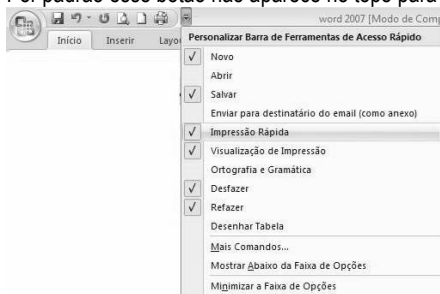 word 2007 [Modo de Comp
Início Inserir Layou
Personalizar Barra de Ferramentas de Acesso Rápido
Novo
Abrir
Salvar
Enviar para destinatário do email (como anexo)
Impressão Rápida
Visualização de Impressão
Ortografia e Gramática
Desfazer
Refazer
Desenhar Tabela
Mais Comandos...
Mostrar Abaixo da Faixa de Opções
Minimizar a Faixa de Opções